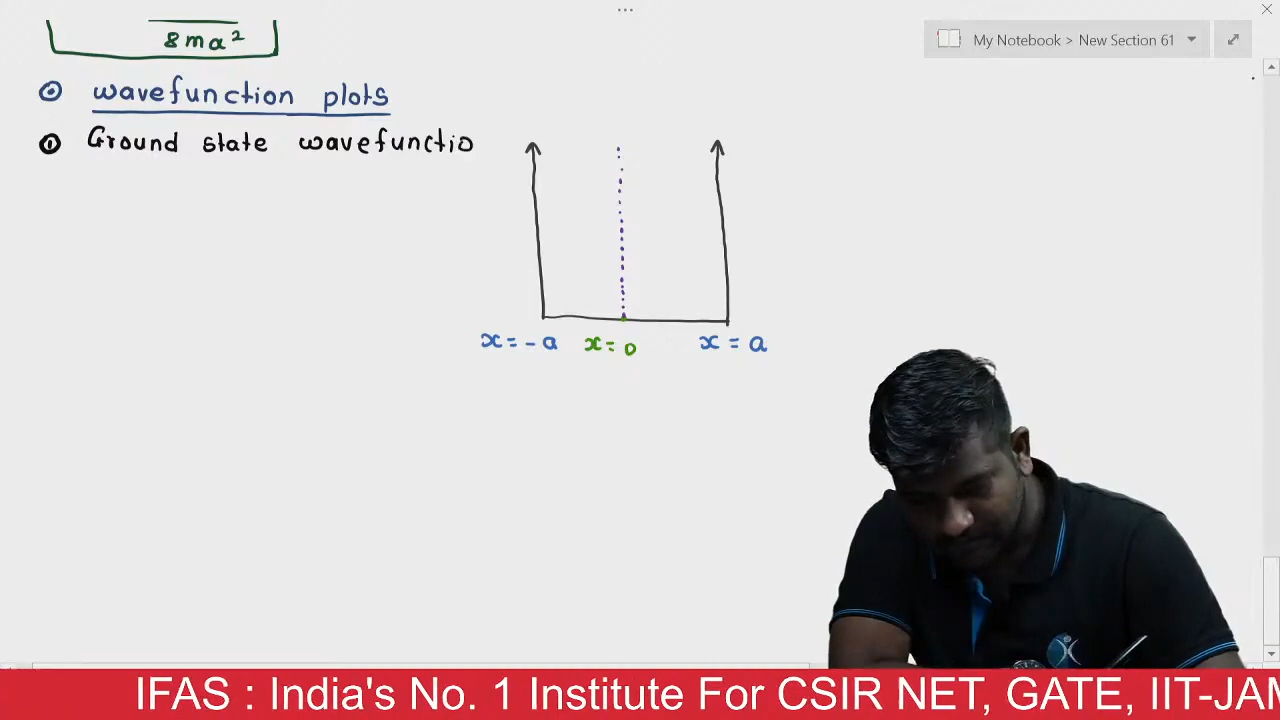 ...
My Notebook > New Section 61
8ma²
wavefunction plots
① Ground state wavefunctio
x = -a x = 0 x = a
IFAS : India's No. 1 Institute For CSIR NET, GATE, IIT-JAM